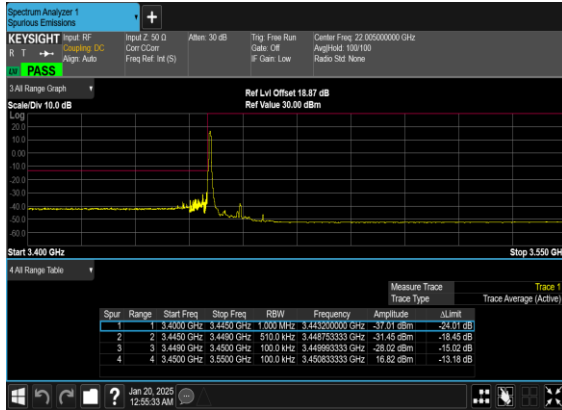 Spectrum Analyzer 1
Spurious Emissions
+
KEYSIGHT Input: RF Input Z: 50 Ω Atten: 30 dB Trig: Free Run Center Freq: 22.005000000 GHz
R T Coupling: DC Corr CCorr Gate: Off Avg|Hold: 100/100
Align: Auto Freq Ref: Int (S) IF Gain: Low Radio Std: None
PASS
3 All Range Graph
Ref Lvl Offset 18.87 dB
Scale/Div 10.0 dB Ref Value 30.00 dBm
Log
20.0
10.0
0.00
-10.0
-20.0
-30.0
-40.0
-50.0
-60.0
Start 3.400 GHz Stop 3.550 GH
4 All Range Table
Measure Trace Trace 1
Trace Type Trace Average (Active)
Spur Range Start Freq Stop Freq RBW Frequency Amplitude ΔLimit
1 1 3.4000 GHz 3.4450 GHz 1.000 MHz 3.443200000 GHz -37.01 dBm -24.01 dB
2 2 3.4450 GHz 3.4490 GHz 510.0 kHz 3.448753333 GHz -31.45 dBm -18.45 dB
3 3 3.4490 GHz 3.4500 GHz 100.0 kHz 3.449993333 GHz -28.02 dBm -15.02 dB
4 4 3.4500 GHz 3.5500 GHz 100.0 kHz 3.450833333 GHz 16.82 dBm -13.18 dB
? Jan 20, 2025
12:55:33 AM